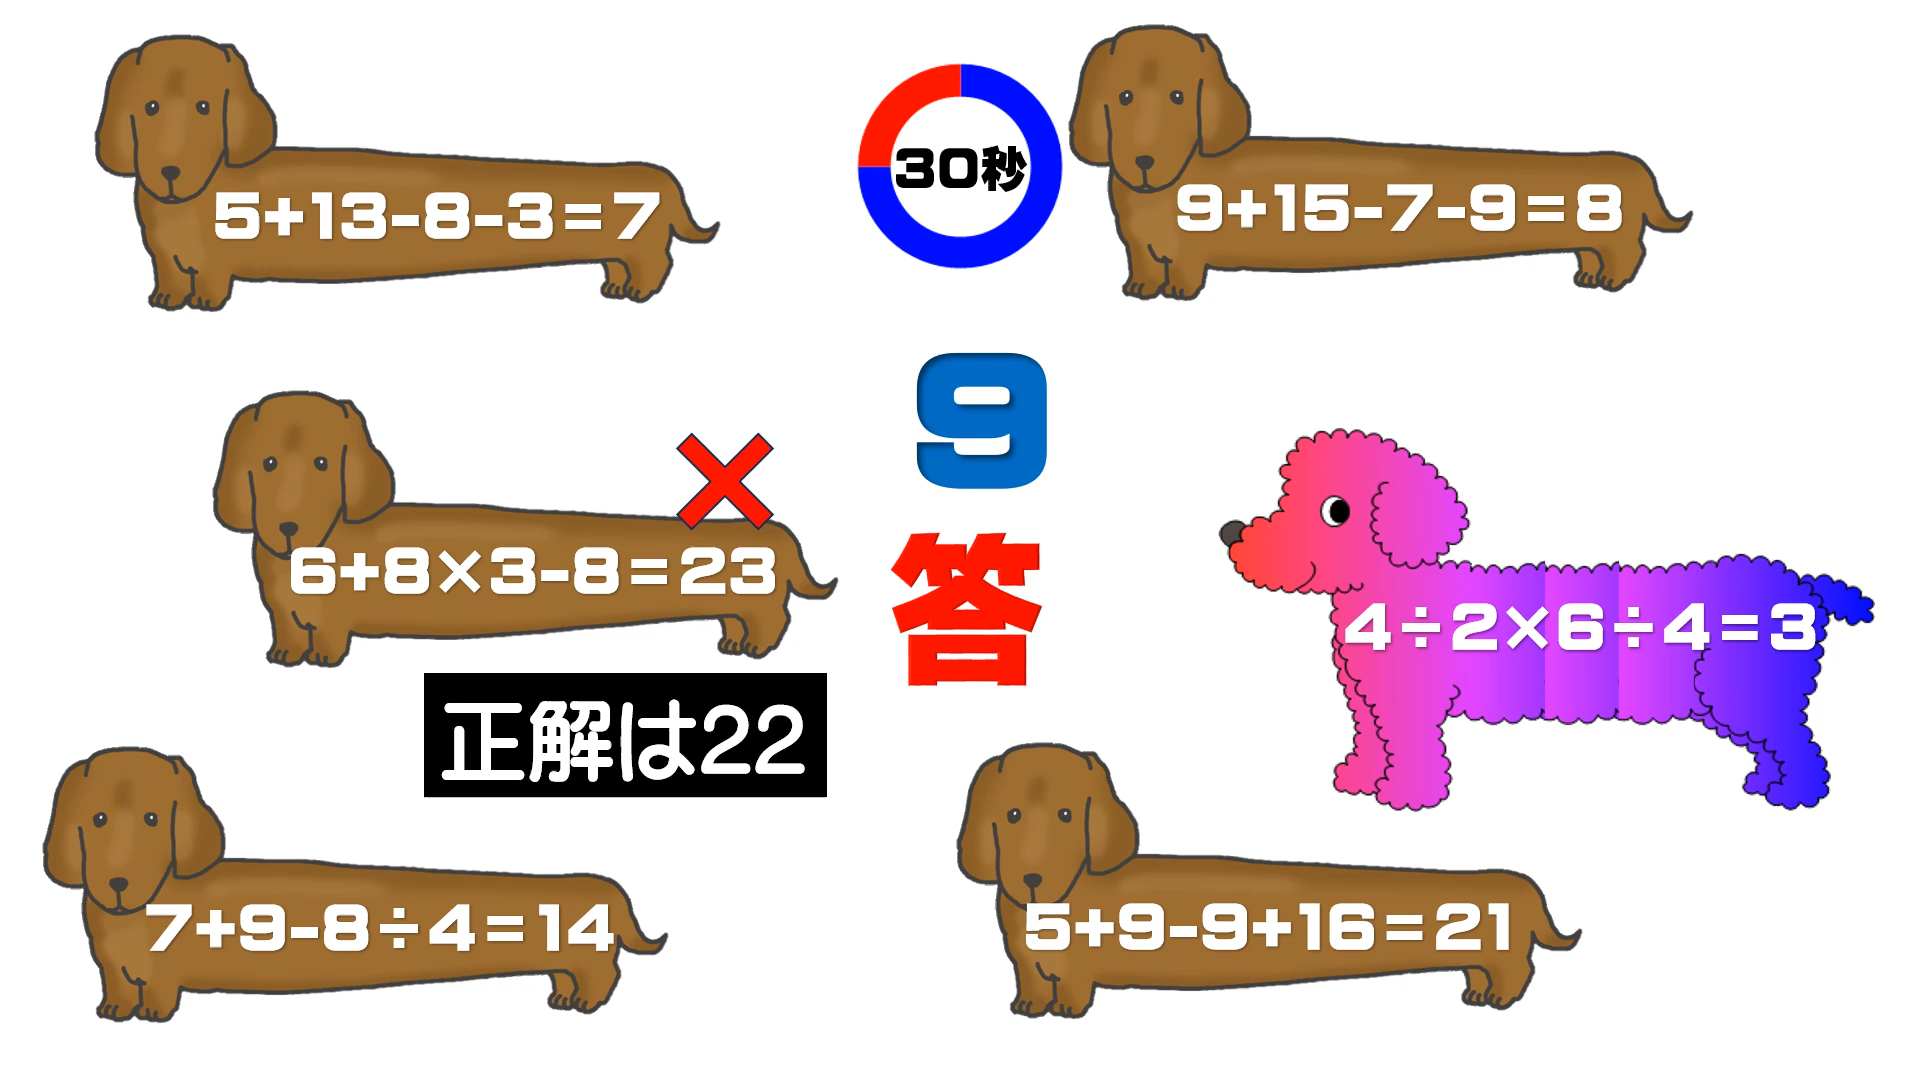 5+13-8-3=7
30秒
9+15-7-9=8
9
6+8×3-8=23
答
4÷2×6÷4=3
正解は22
7+9-8÷4=14
5+9-9+16=21